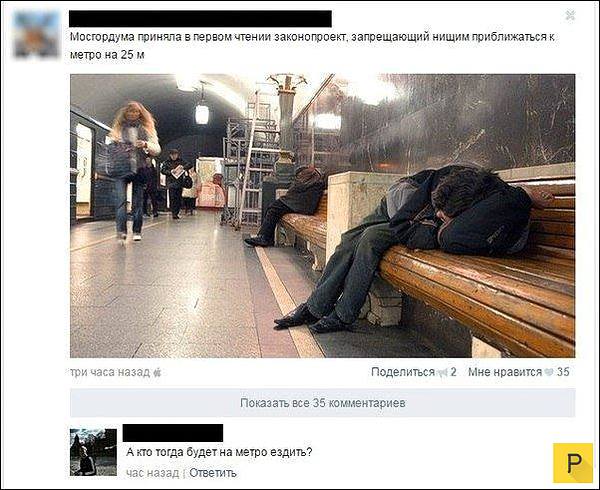 Мосгордума приняла в первом чтении законопроект, запрещающий нищим приближаться к
метро на 25 м
три часа назад
Поделиться 2 Мне нравится 35
Показать все 35 комментариев
А кто тогда будет на метро ездить?
час назад | Ответить
P